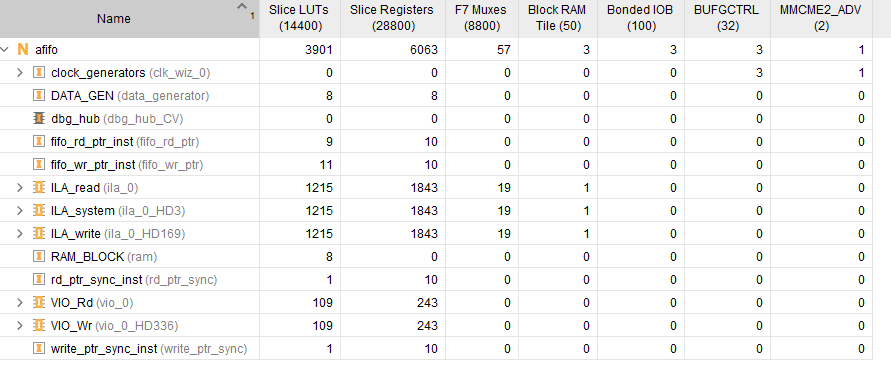 Name 1 Slice LUTs (14400) Slice Registers (28800) F7 Muxes (8800) Block RAM Tile (50) Bonded IOB (100) BUFGCTRL (32) MMCME2_ADV (2)
N afifo 3901 6063 57 3 3 3 1
clock_generators (clk_wiz_0) 0 0 0 0 0 3 1
DATA_GEN (data_generator) 8 8 0 0 0 0 0
dbg_hub (dbg_hub_CV) 0 0 0 0 0 0 0
fifo_rd_ptr_inst (fifo_rd_ptr) 9 10 0 0 0 0 0
fifo_wr_ptr_inst (fifo_wr_ptr) 11 10 0 0 0 0 0
ILA_read (ila_0) 1215 1843 19 1 0 0 0
ILA_system (ila_0_HD3) 1215 1843 19 1 0 0 0
ILA_write (ila_0_HD169) 1215 1843 19 1 0 0 0
RAM_BLOCK (ram) 8 0 0 0 0 0 0
rd_ptr_sync_inst (rd_ptr_sync) 1 10 0 0 0 0 0
VIO_Rd (vio_0) 109 243 0 0 0 0 0
VIO_Wr (vio_0_HD336) 109 243 0 0 0 0 0
write_ptr_sync_inst (write_ptr_sync) 1 10 0 0 0 0 0